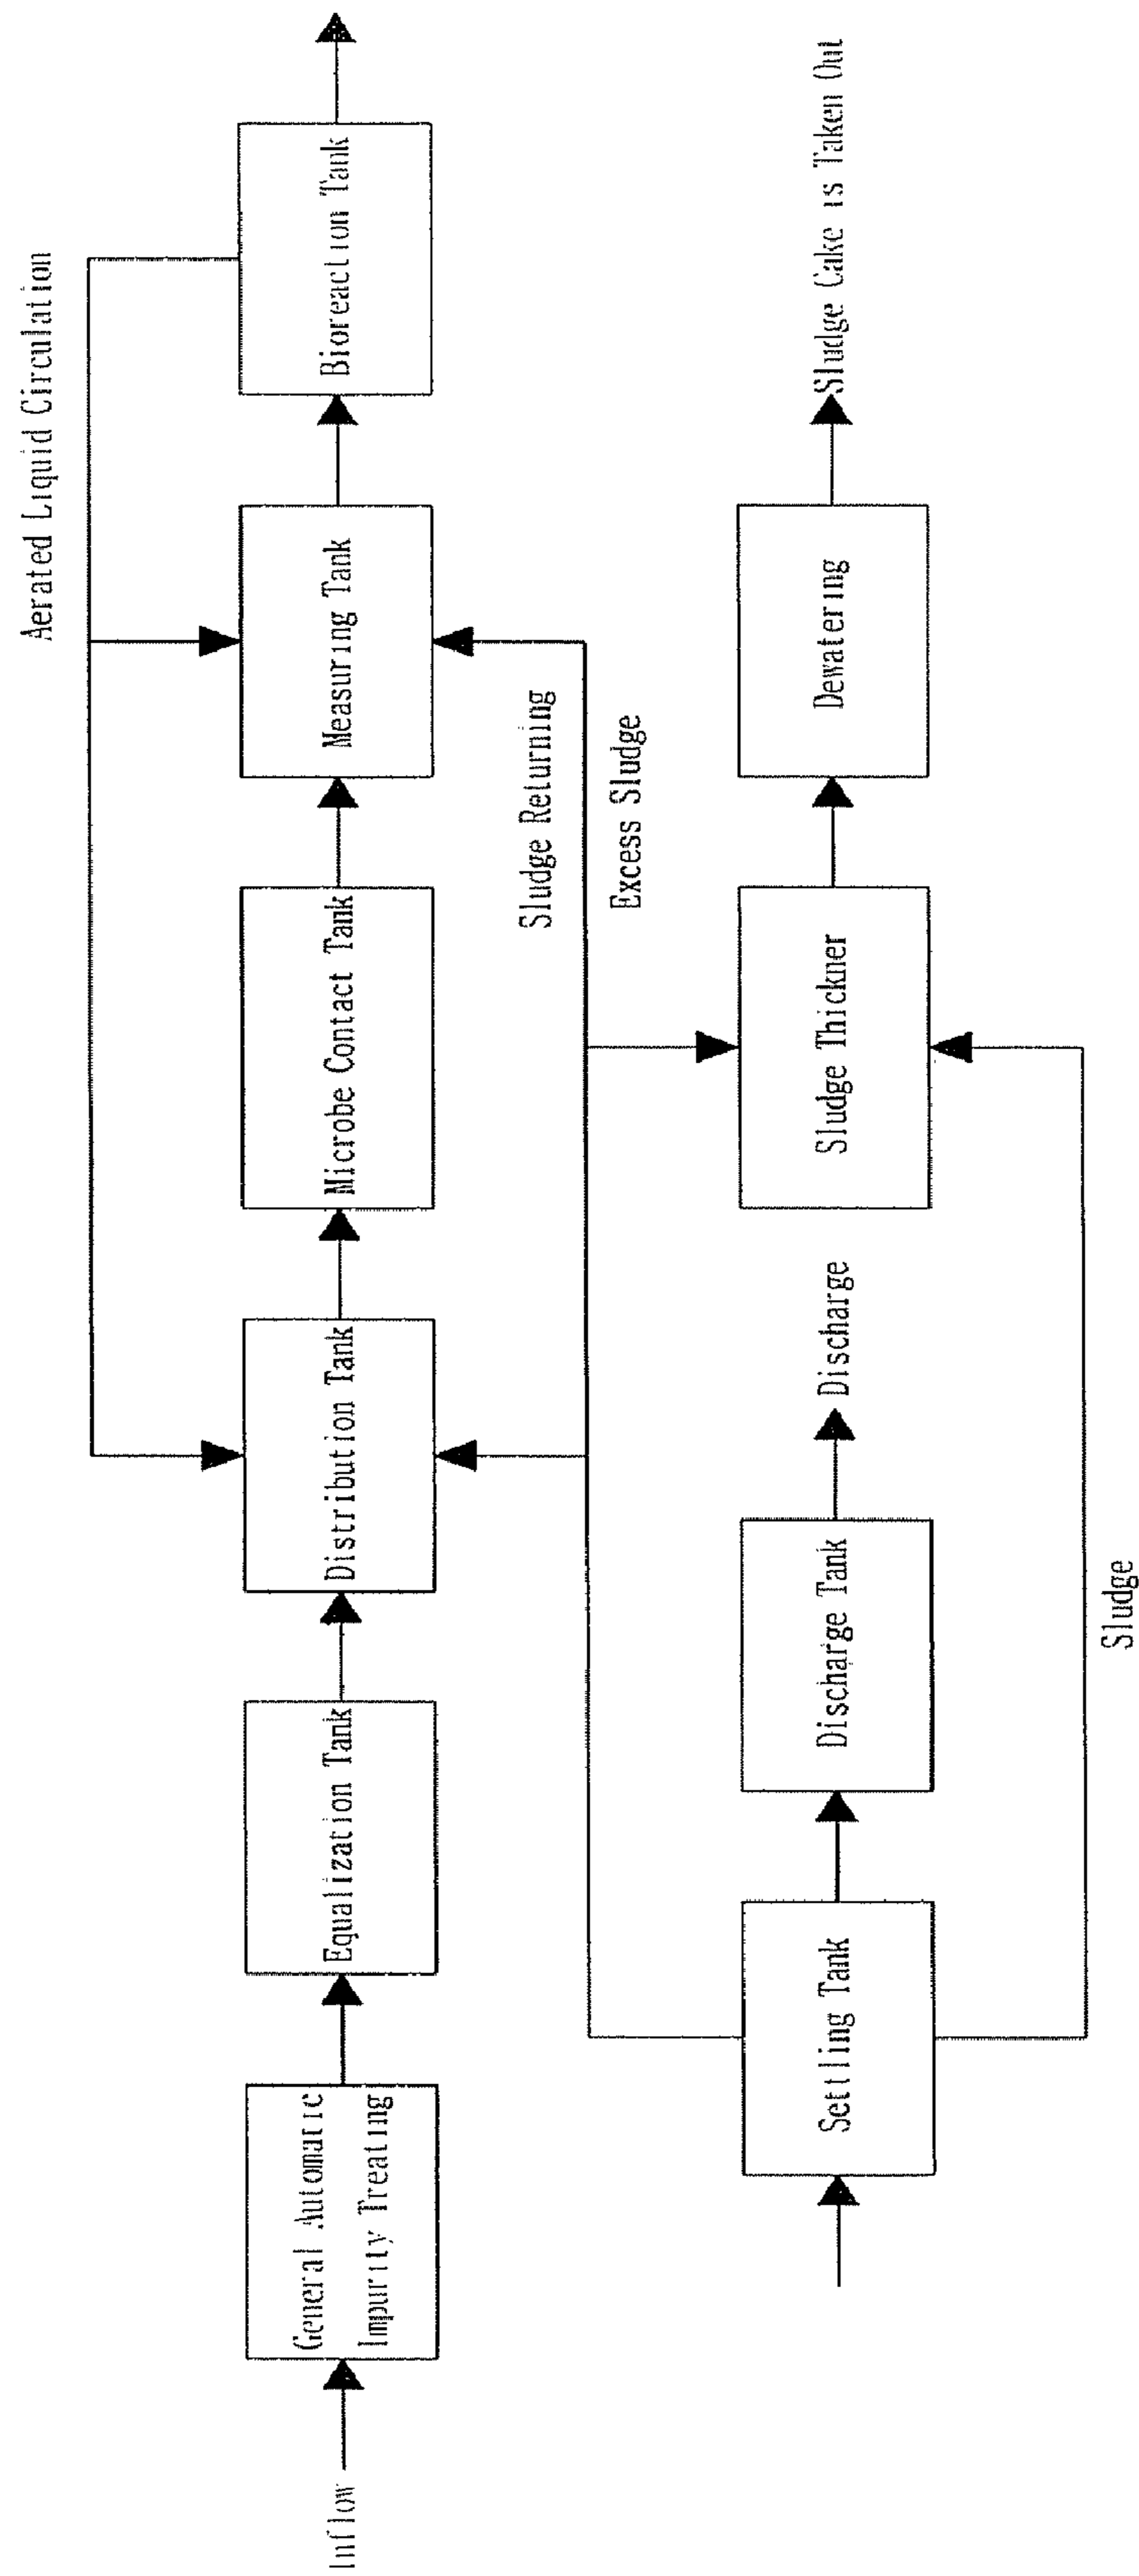 Aerated Liquid Circulation
Inflow
General Automatic
Impurity Treating
Equalization Tank
Distribution Tank
Microbe Contact Tank
Measuring Tank
Bioreaction Tank
Sludge Returning
Excess Sludge
Settling Tank
Discharge Tank
Discharge
Sludge Thickner
Dewatering
Sludge Cake is Taken Out
Sludge